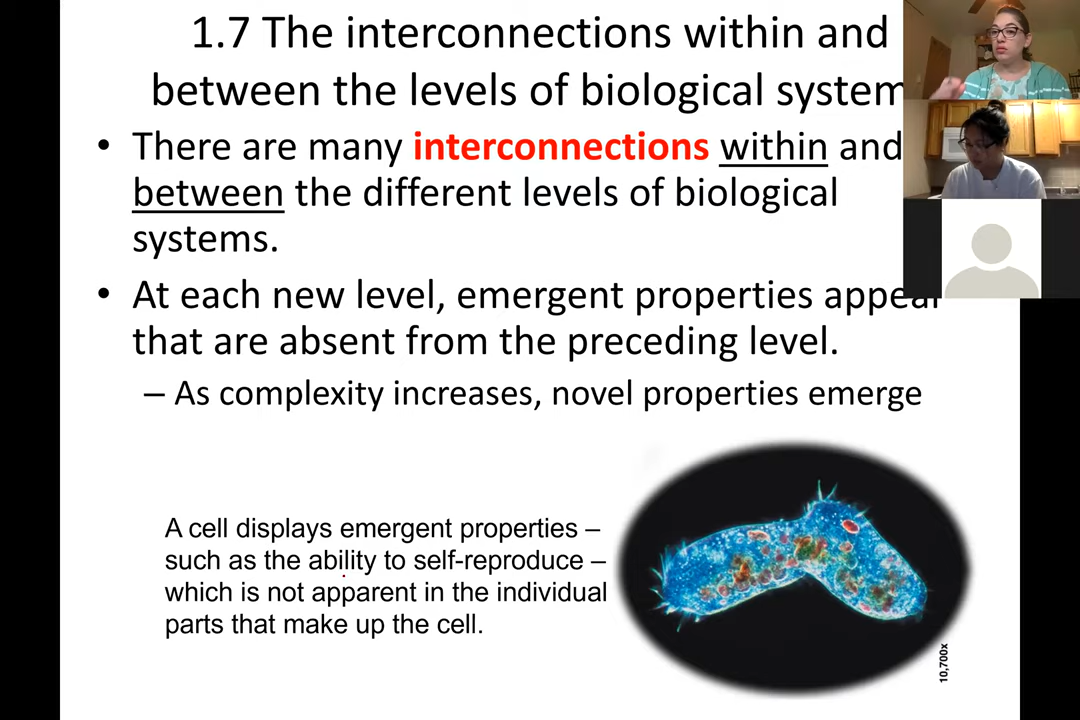 1.7 The interconnections within and
between the levels of biological system
• There are many interconnections within and
between the different levels of biological
systems.
• At each new level, emergent properties appear
that are absent from the preceding level.
– As complexity increases, novel properties emerge
A cell displays emergent properties –
such as the ability to self-reproduce –
which is not apparent in the individual
parts that make up the cell.
10,700x